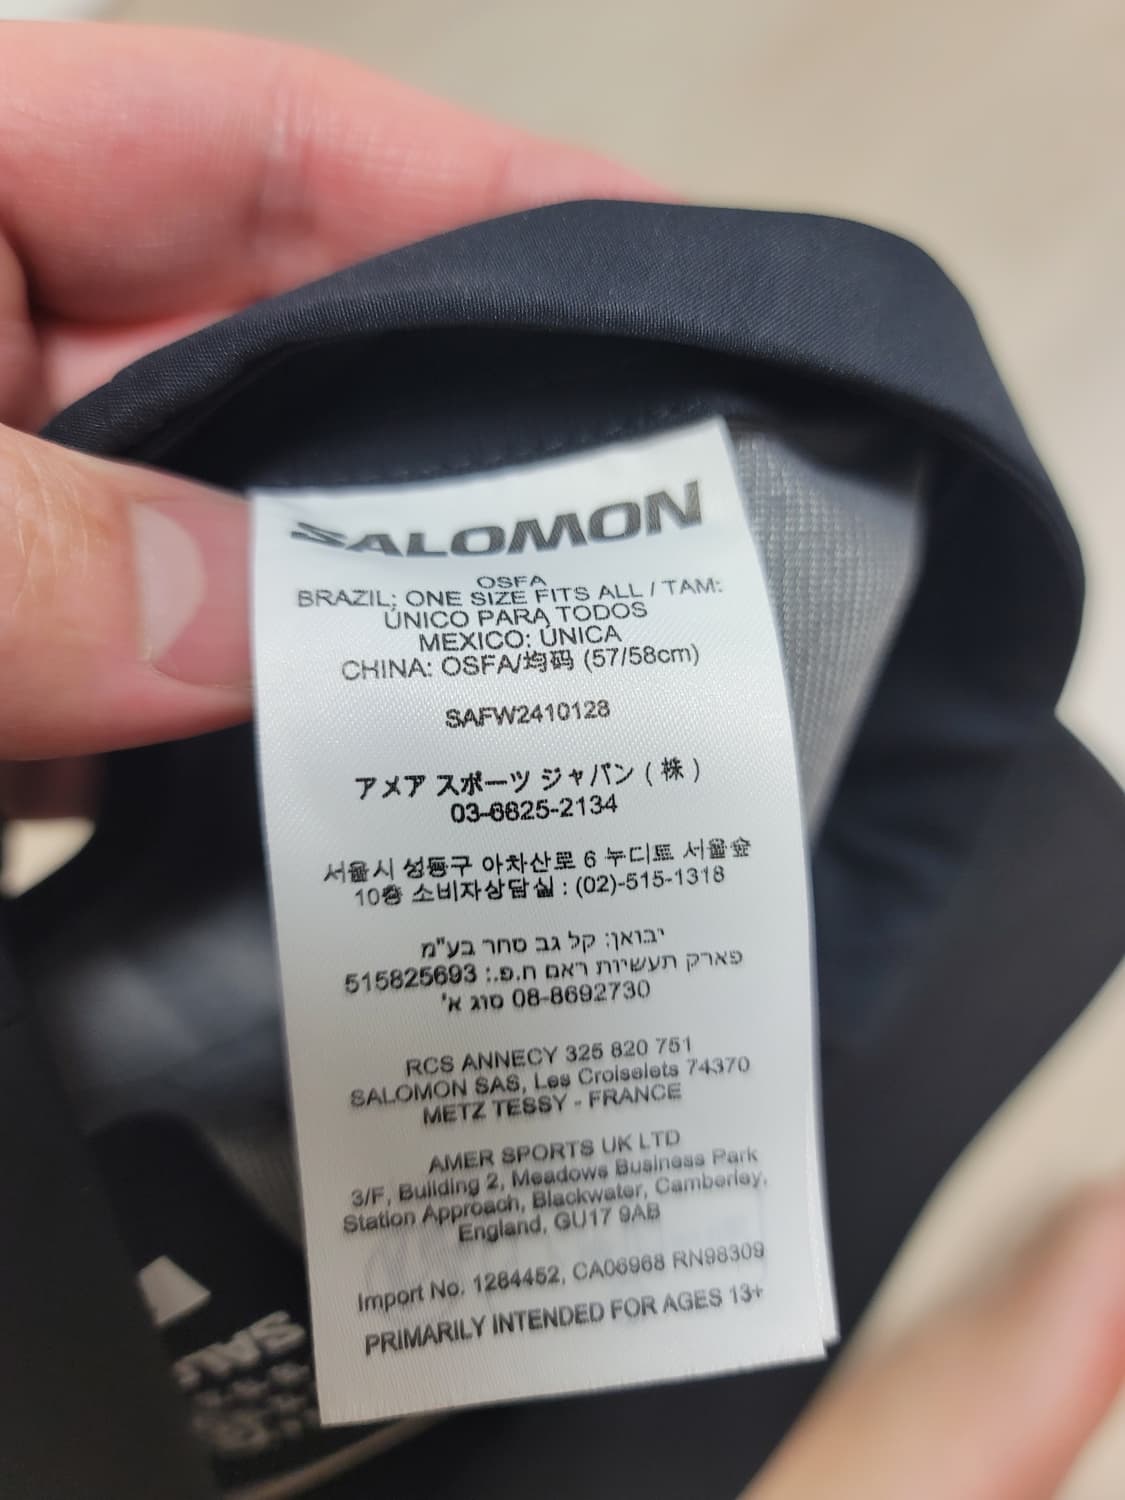 SALOMON
OSFA
BRAZIL: ONE SIZE FITS ALL / TAM:
ÚNICO PARA TODOS
MEXICO: ÚNICA
CHINA: OSFA/均码 (57/58cm)
SAFW2410128
アメア スポーツ ジャパン ( 株 )
03-6825-2134
서울시 성동구 아차산로 6 누디트 서울숲
10층 소비자상담실 : (02)-515-1318
יבואן: קל גב סחר בע"מ
פארק תעשיות ראם ח.פ.: 515825693
08-8692730 סוג א'
RCS ANNECY 325 820 751
SALOMON SAS, Les Croiselets 74370
METZ TESSY - FRANCE
AMER SPORTS UK LTD
3/F, Building 2, Meadows Business Park
Station Approach, Blackwater, Camberley,
England, GU17 9AB
Import No. 1284452, CA06968 RN98309
PRIMARILY INTENDED FOR AGES 13+